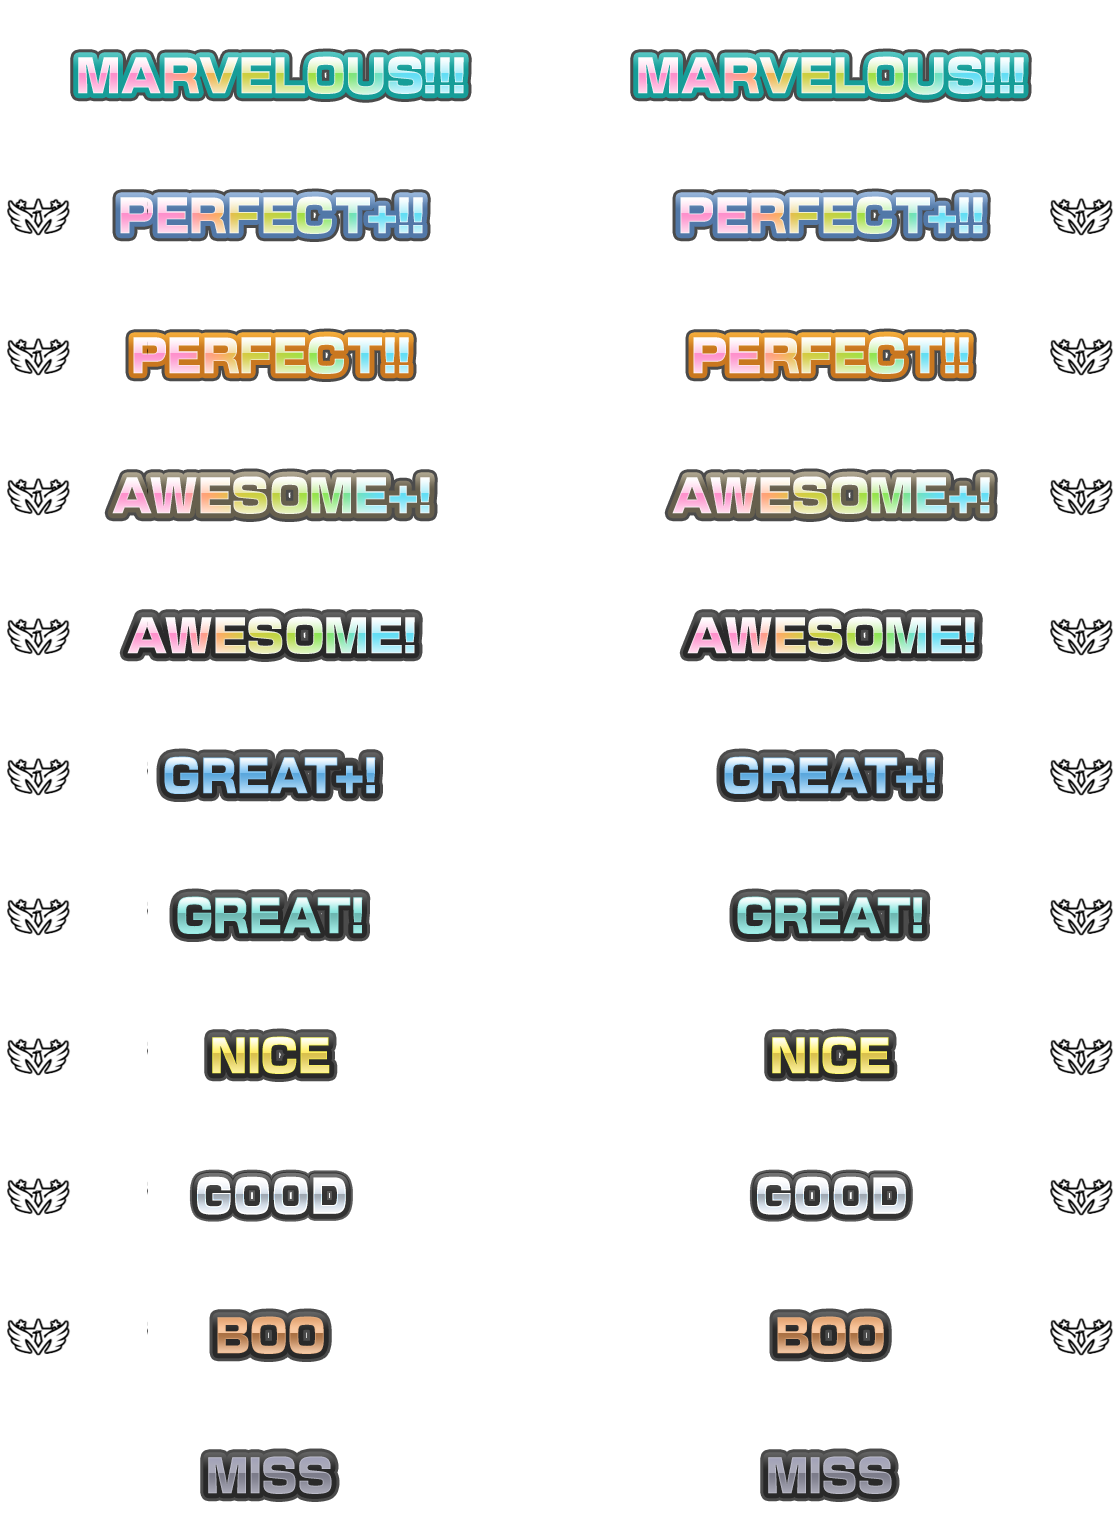 MARVELOUS!!! MARVELOUS!!!
PERFECT+!! PERFECT+!!
PERFECT!! PERFECT!!
AWESOME+! AWESOME+!
AWESOME! AWESOME!
GREAT+! GREAT+!
GREAT! GREAT!
NICE NICE
GOOD GOOD
BOO BOO
MISS MISS